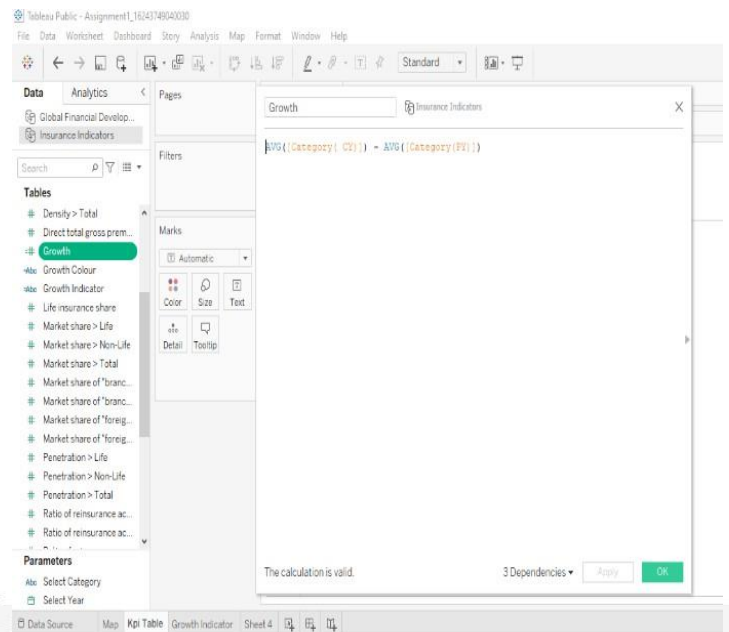 Tableau Public - Assignment1_16243749040030
File Data Worksheet Dashboard Story Analysis Map Format Window Help
Standard
Data Analytics
Global Financial Develop...
Insurance Indicators
Search
Tables
# Density > Total
# Direct total gross prem...
=# Growth
=Abc Growth Colour
=Abc Growth Indicator
# Life insurance share
# Market share > Life
# Market share > Non-Life
# Market share > Total
# Market share of "branc...
# Market share of "branc...
# Market share of "foreig...
# Market share of "foreig...
# Penetration > Life
# Penetration > Non-Life
# Penetration > Total
# Ratio of reinsurance ac...
# Ratio of reinsurance ac...
Parameters
Abc Select Category
Select Year
Pages
Filters
Marks
Automatic
Color Size Text
Detail Tooltip
Growth Insurance Indicators X
AVG([Category( CY)]) - AVG([Category(PY)])
The calculation is valid. 3 Dependencies Apply OK
Data Source Map Kpi Table Growth Indicator Sheet 4